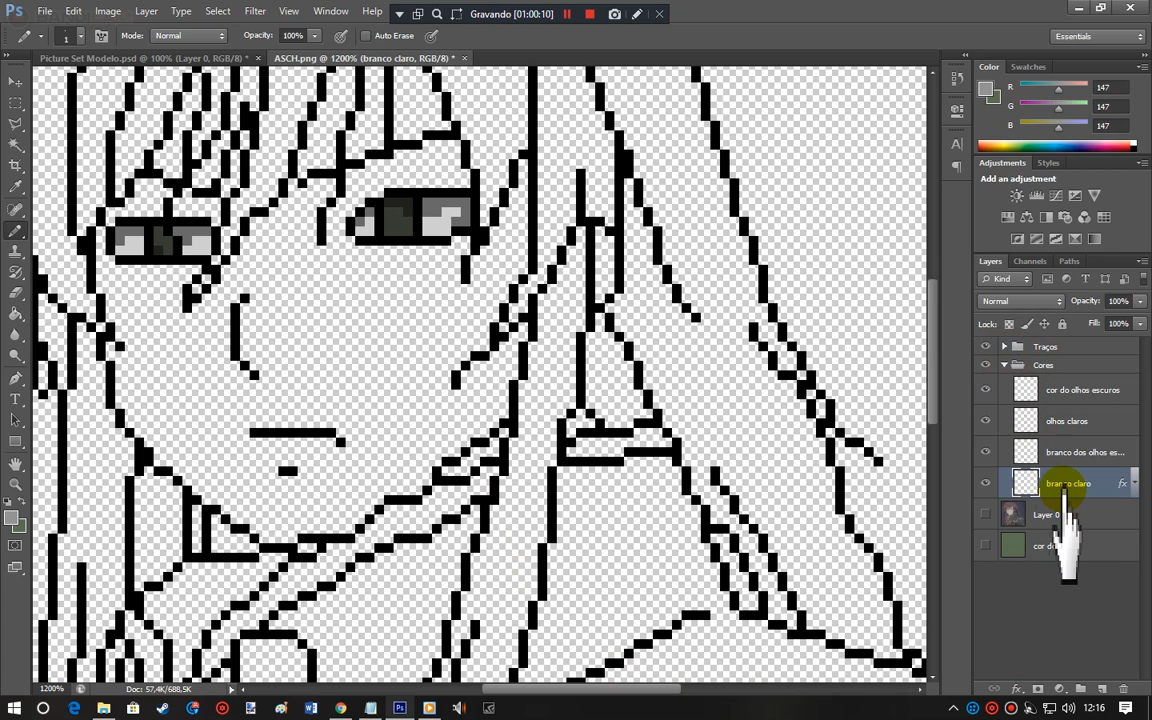 Ps File Edit Image Layer Type Select Filter View Window Help Gravando [01:00:10]
1 Mode: Normal Opacity: 100% Auto Erase Essentials
Picture Set Modelo.psd @ 100% (Layer 0, RGB/8) * × ASCH.png @ 1200% (branco claro, RGB/8) * ×
Color Swatches
R 147
G 147
B 147
Adjustments Styles
Add an adjustment
Layers Channels Paths
Kind
Normal Opacity: 100%
Lock: Fill: 100%
Traços
Cores
cor do olhos escuros
olhos claros
branco dos olhos es...
branco claro fx
Layer 0
cor do
1200% Doc: 57,4K/688,5K
12:16